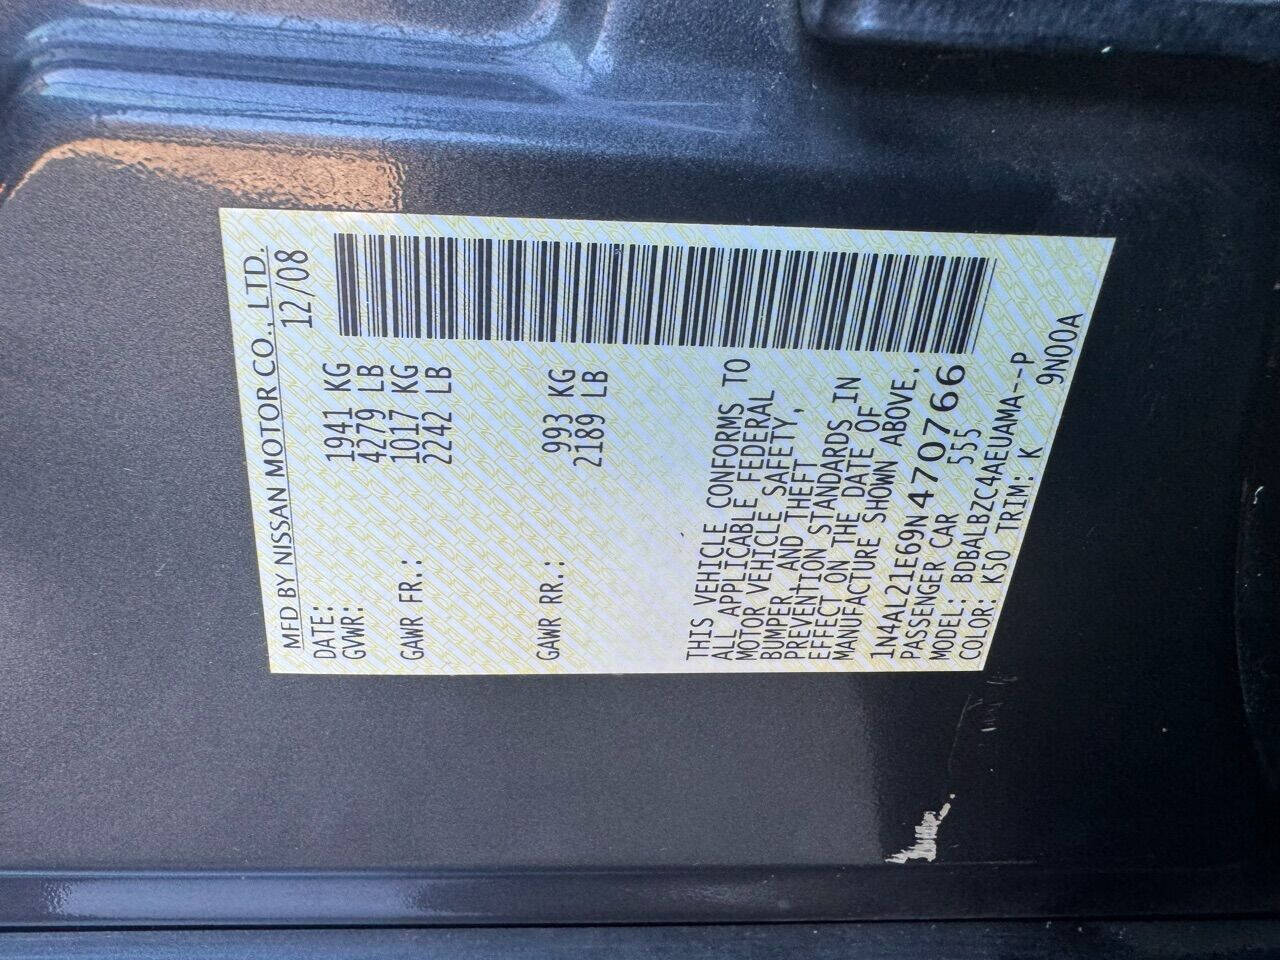 MFD BY NISSAN MOTOR CO., LTD.
DATE: 12/08
GVWR: 1941 KG
4279 LB
GAWR FR.: 1017 KG
2242 LB
GAWR RR.: 993 KG
2189 LB
THIS VEHICLE CONFORMS TO
ALL APPLICABLE FEDERAL
MOTOR VEHICLE SAFETY,
BUMPER, AND THEFT
PREVENTION STANDARDS IN
EFFECT ON THE DATE OF
MANUFACTURE SHOWN ABOVE.
1N4AL21E69N470766
PASSENGER CAR 555
MODEL: BDBALBZC4AEUAMA--P
COLOR: K50 TRIM: K 9N00A